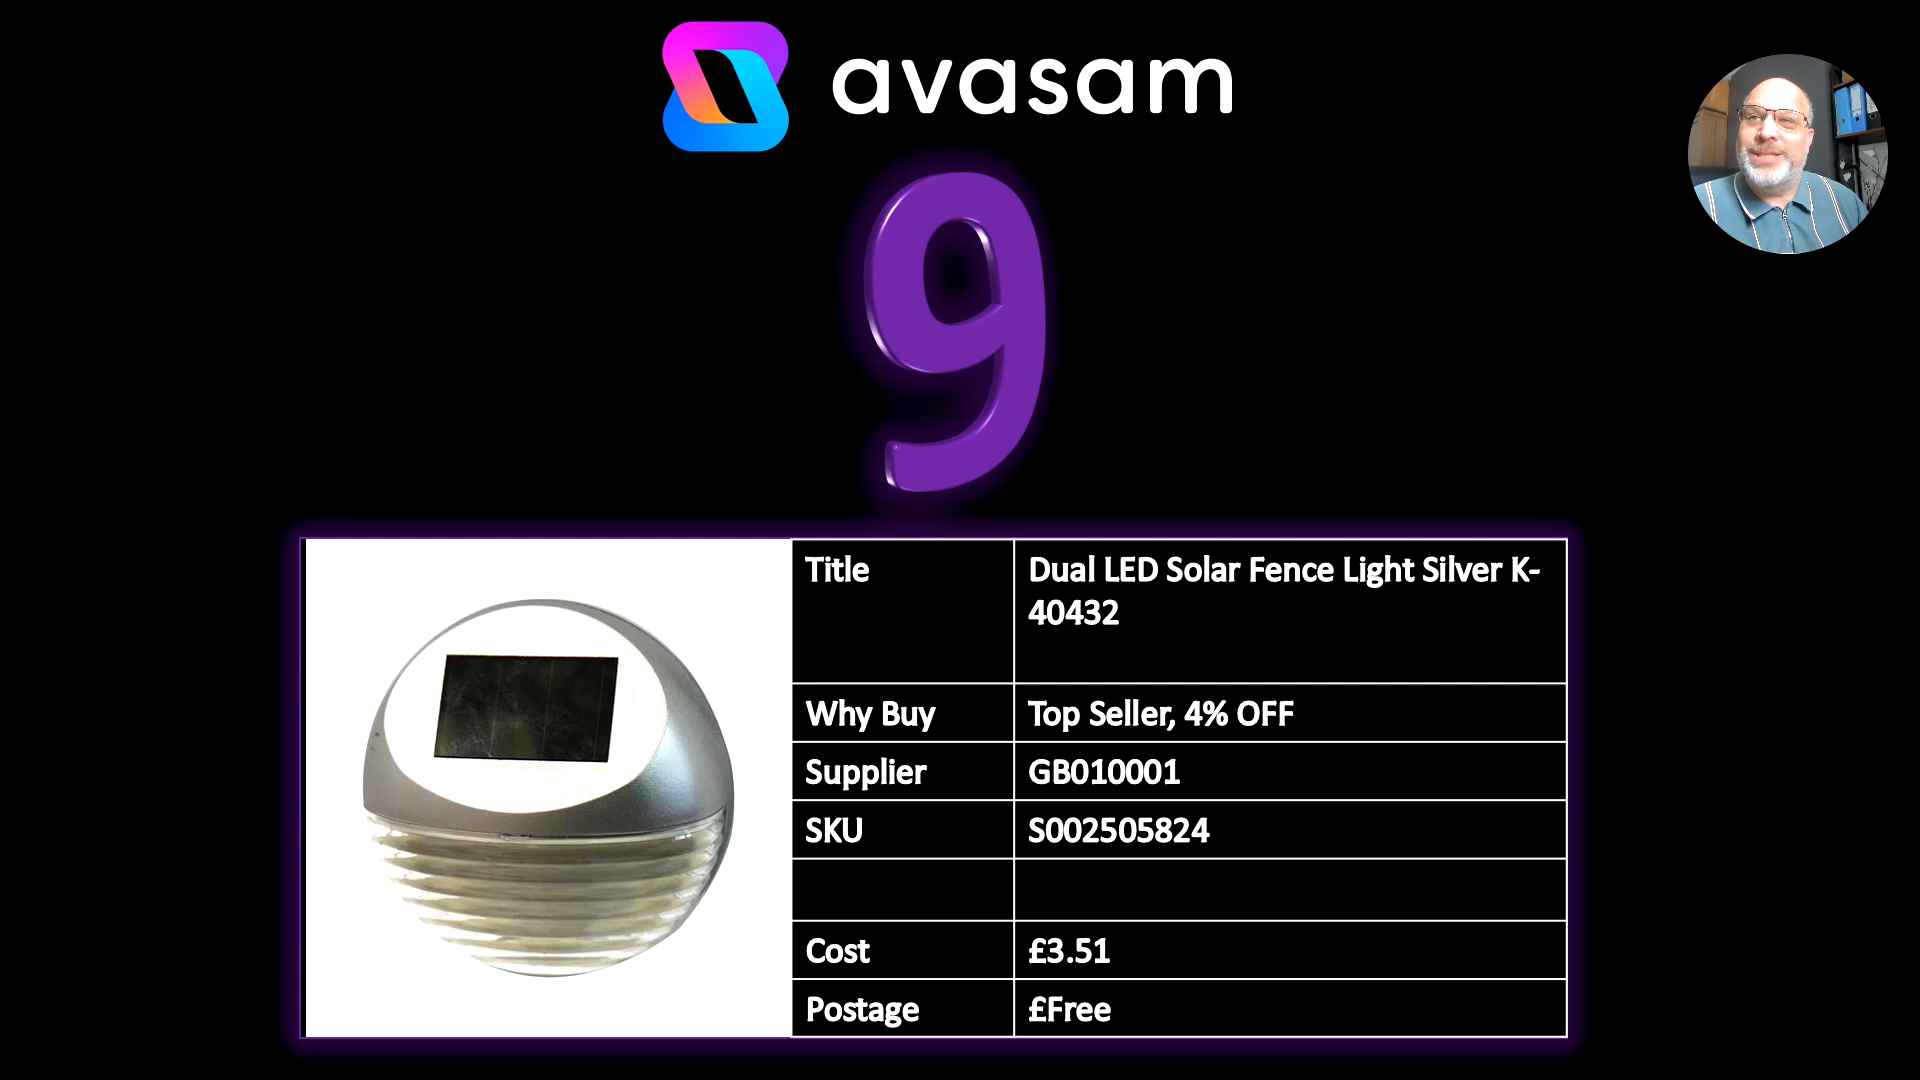 avasam
9
Title
Dual LED Solar Fence Light Silver K-
40432
Why Buy
Top Seller, 4% OFF
Supplier
GB010001
SKU
S002505824
Cost
£3.51
Postage
£Free